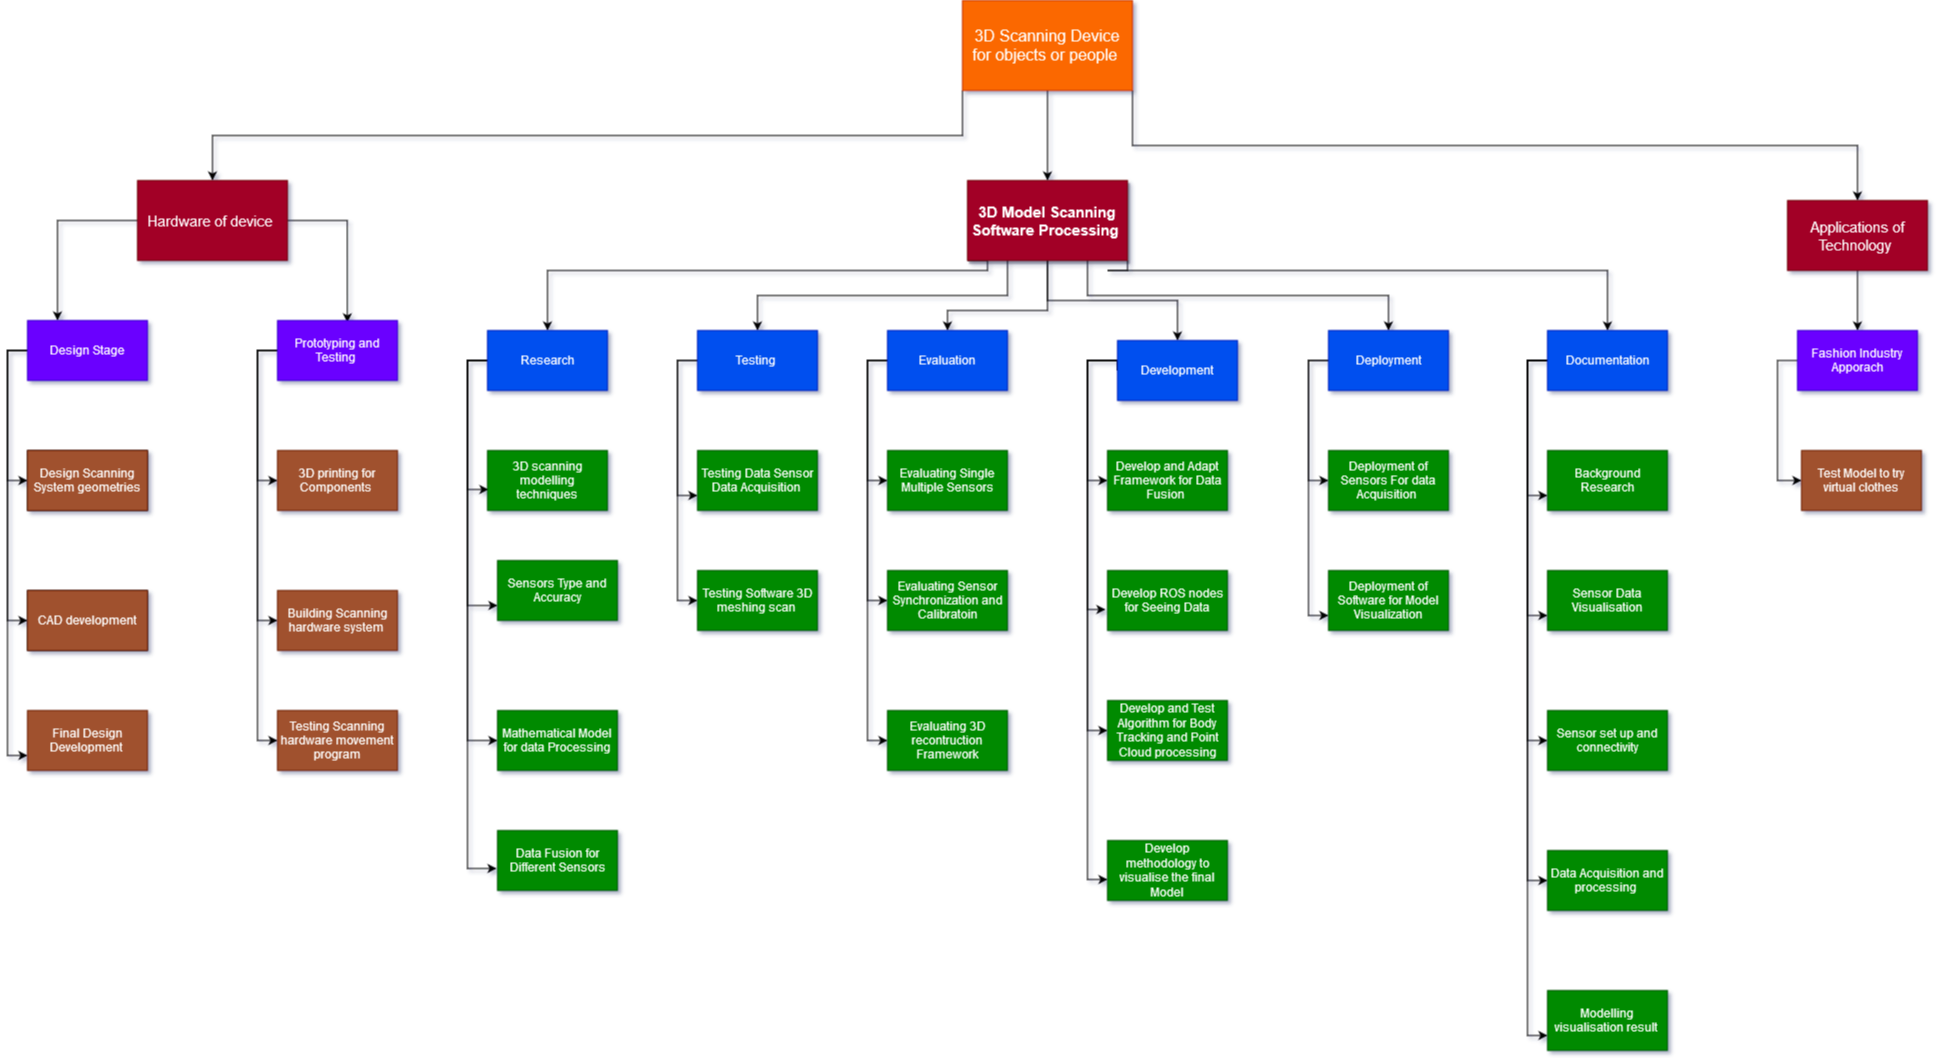 3D Scanning Device
for objects or people
Hardware of device
3D Model Scanning
Software Processing
Applications of
Technology
Design Stage
Prototyping and
Testing
Research
Testing
Evaluation
Development
Deployment
Documentation
Fashion Industry
Apporach
Design Scanning
System geometries
3D printing for
Components
3D scanning
modelling
techniques
Testing Data Sensor
Data Acquisition
Evaluating Single
Multiple Sensors
Develop and Adapt
Framework for Data
Fusion
Deployment of
Sensors For data
Acquisition
Background
Research
Test Model to try
virtual clothes
CAD development
Building Scanning
hardware system
Sensors Type and
Accuracy
Testing Software 3D
meshing scan
Evaluating Sensor
Synchronization and
Calibratoin
Develop ROS nodes
for Seeing Data
Deployment of
Software for Model
Visualization
Sensor Data
Visualisation
Final Design
Development
Testing Scanning
hardware movement
program
Mathematical Model
for data Processing
Evaluating 3D
recontruction
Framework
Develop and Test
Algorithm for Body
Tracking and Point
Cloud processing
Sensor set up and
connectivity
Data Fusion for
Different Sensors
Develop
methodology to
visualise the final
Model
Data Acquisition and
processing
Modelling
visualisation result